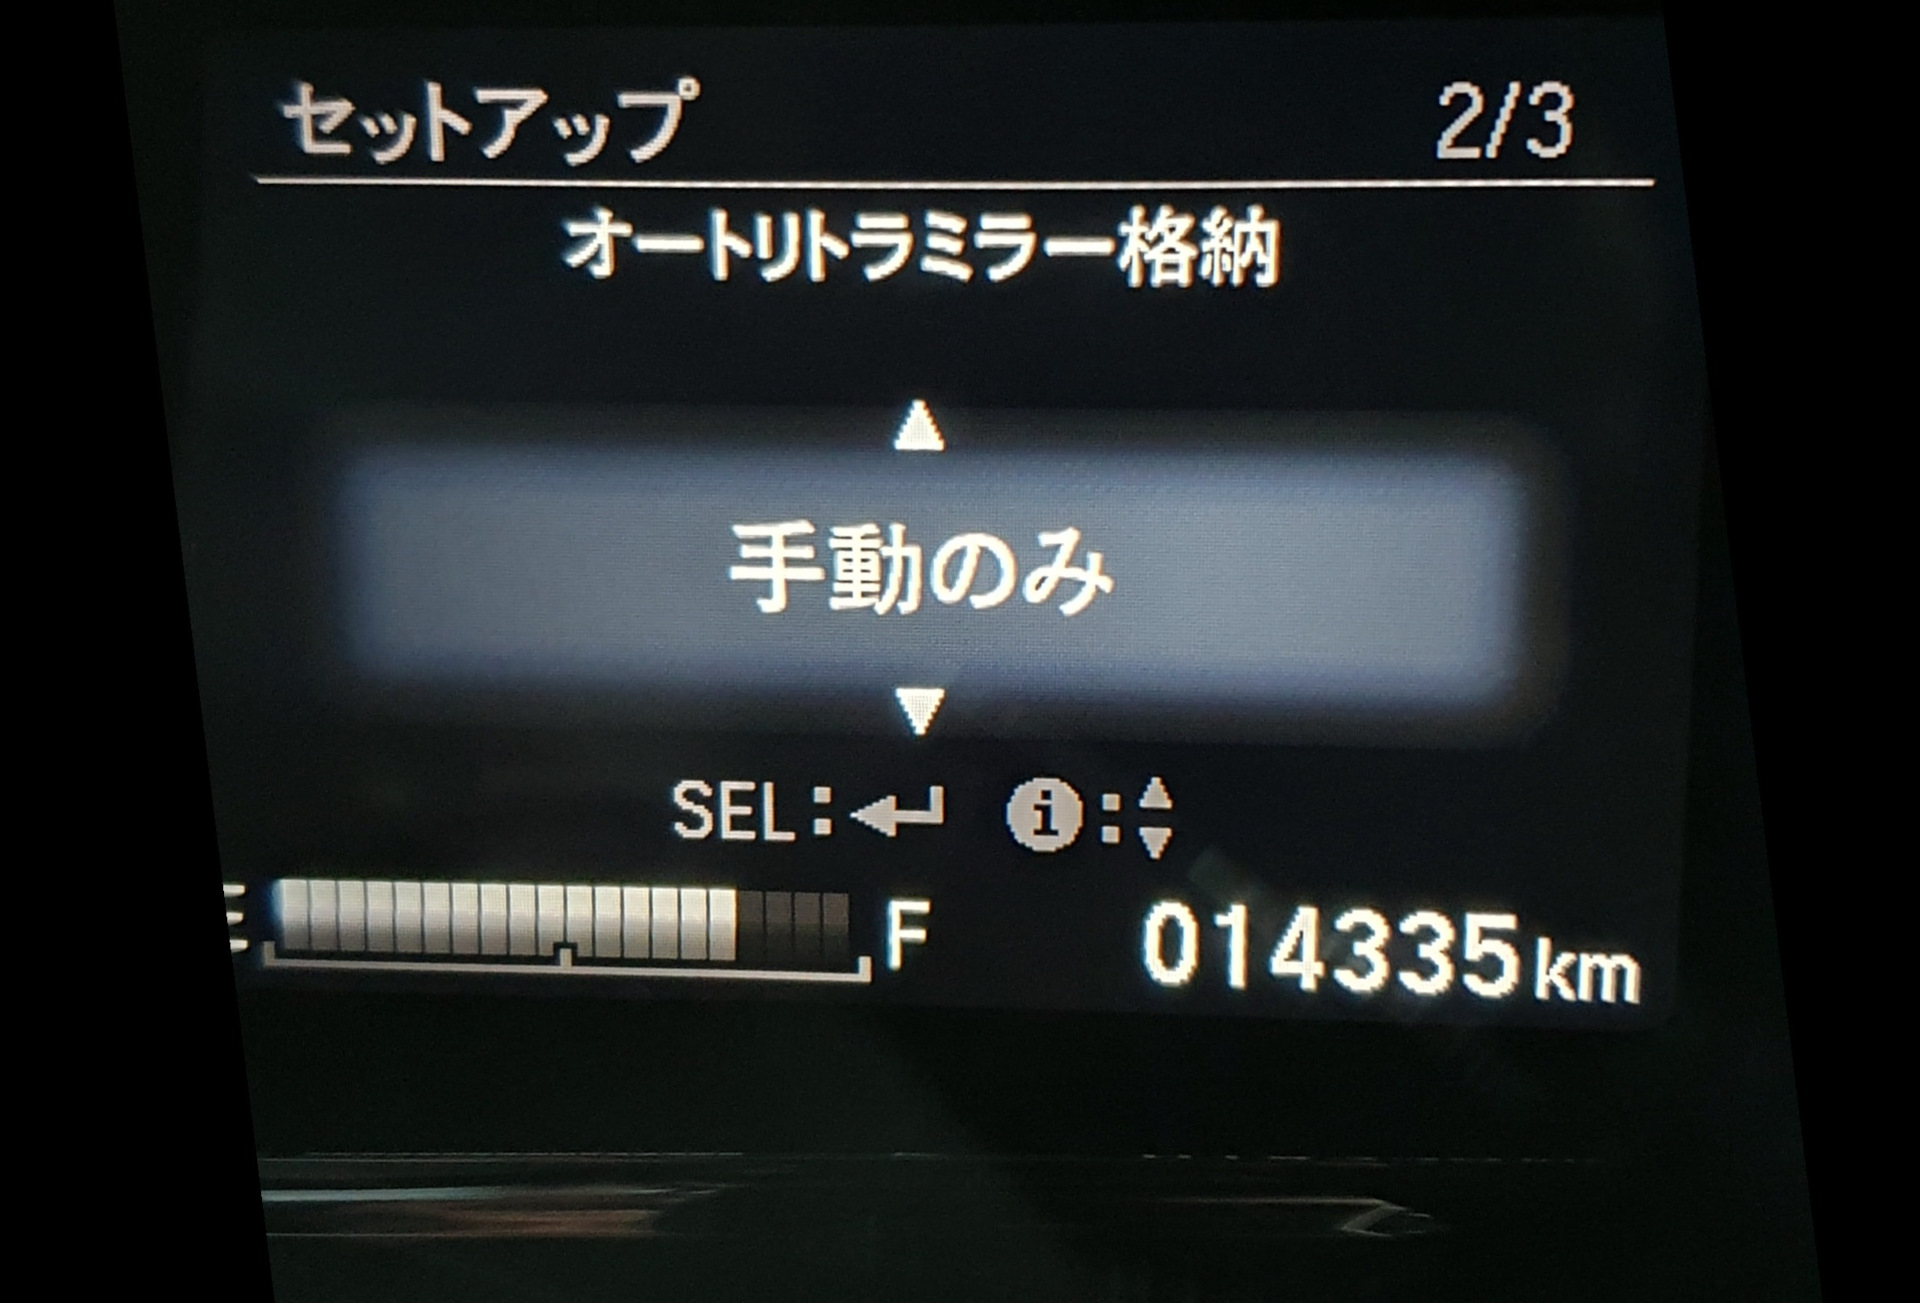 セットアップ 2/3
オートリトラミラー格納
▲
手動のみ
▼
SEL:↵ i:▲▼
E F 014335km